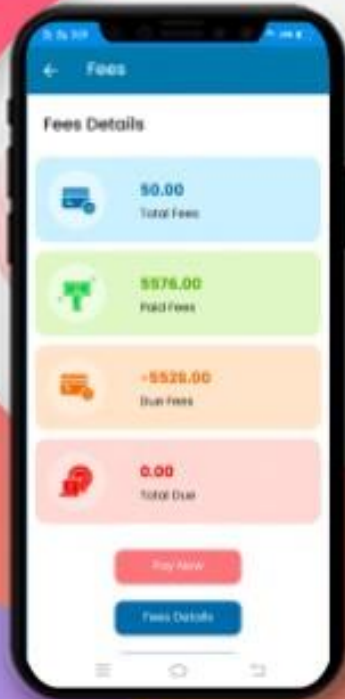 Fees
Fees Details
50.00
Total Fees
5576.00
Paid Fees
-5526.00
Due Fees
0.00
Total Due
Pay Now
Fees Details